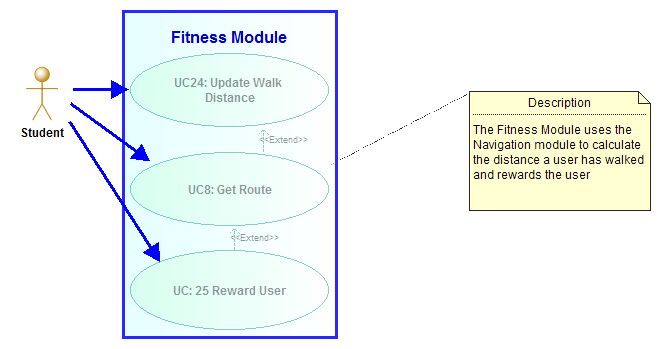 Fitness Module
UC24: Update Walk
Distance
Student
<<Extend>>
UC8: Get Route
<<Extend>>
UC: 25 Reward User
Description
The Fitness Module uses the
Navigation module to calculate
the distance a user has walked
and rewards the user